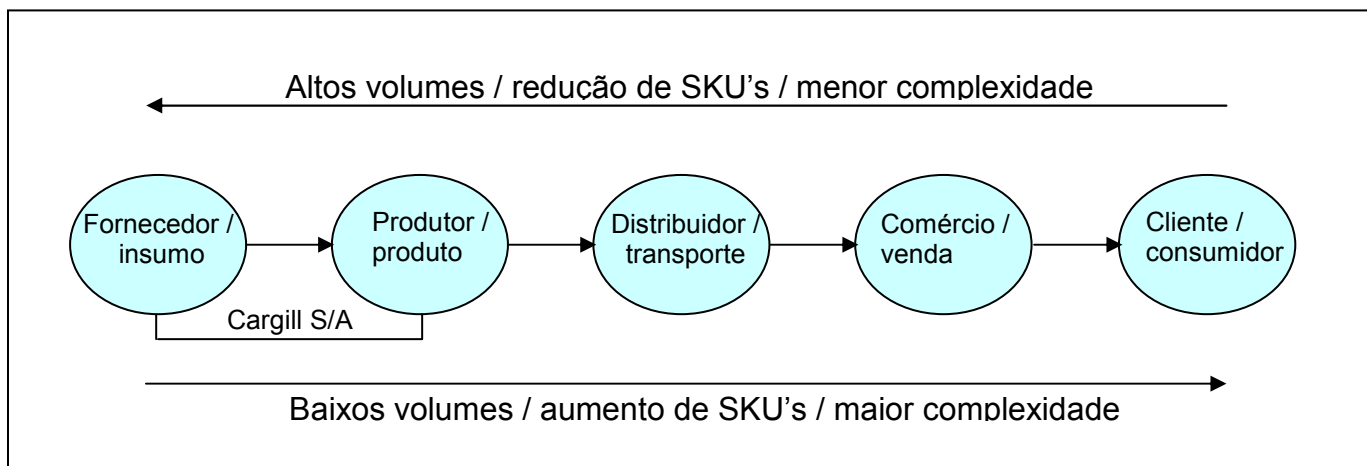 Altos volumes / redução de SKU's / menor complexidade
Fornecedor /
insumo
Produtor /
produto
Distribuidor /
transporte
Comércio /
venda
Cliente /
consumidor
Cargill S/A
Baixos volumes / aumento de SKU's / maior complexidade